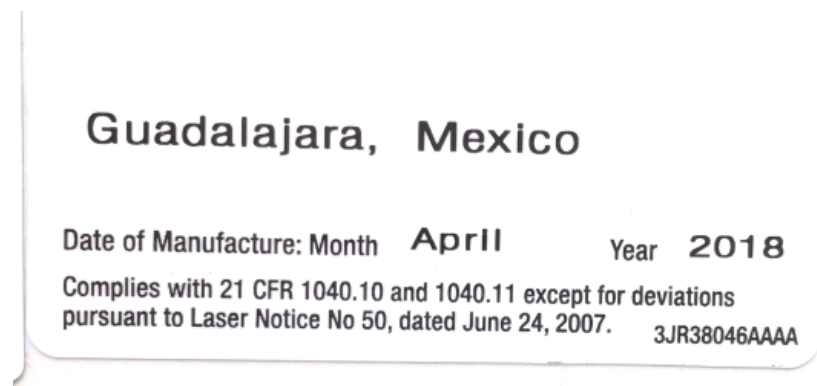 Guadalajara, Mexico
Date of Manufacture: Month April Year 2018
Complies with 21 CFR 1040.10 and 1040.11 except for deviations
pursuant to Laser Notice No 50, dated June 24, 2007. 3JR38046AAAA